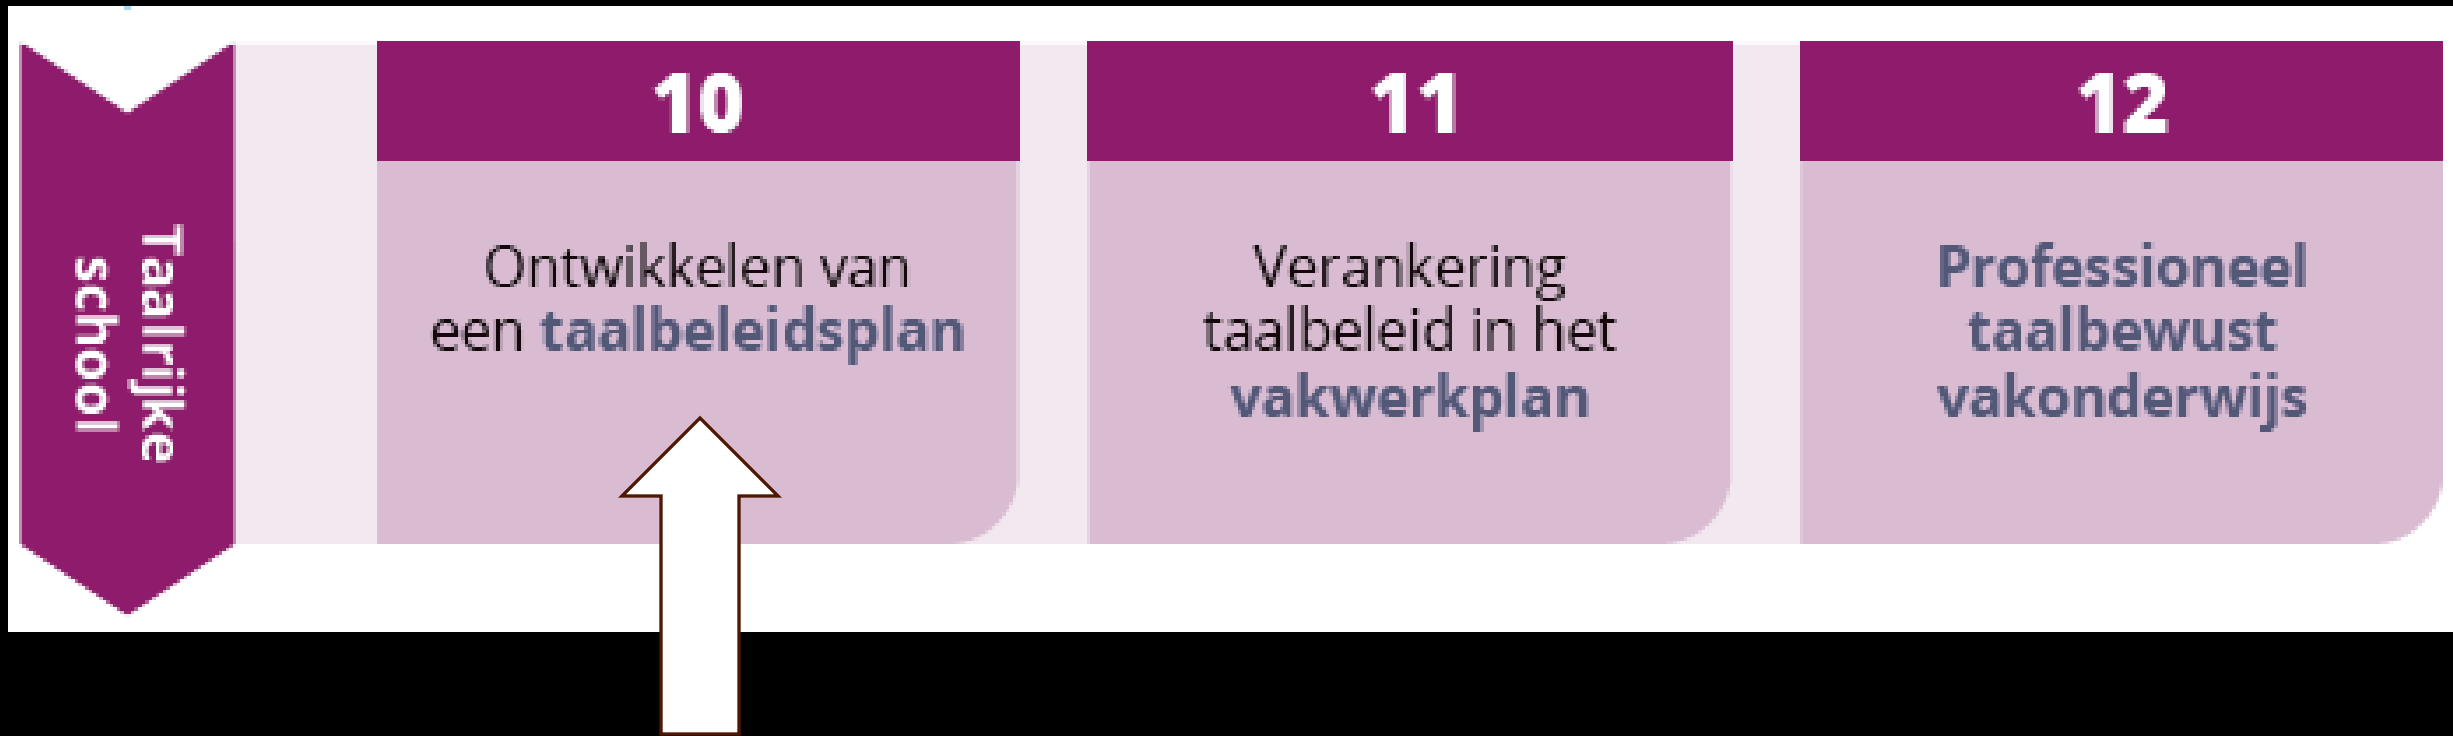 Taalrijke
school
10
Ontwikkelen van
een taalbeleidsplan
11
Verankering
taalbeleid in het
vakwerkplan
12
Professioneel
taalbewust
vakonderwijs